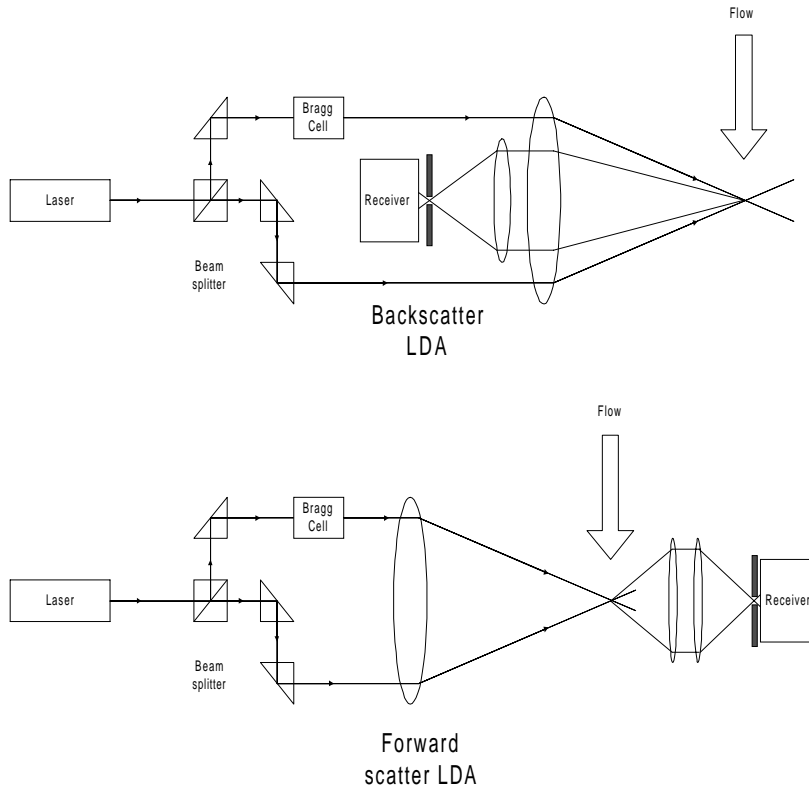 Flow
Bragg
Cell
Laser
Receiver
Beam
splitter
Backscatter
LDA
Flow
Bragg
Cell
Laser
Receiver
Beam
splitter
Forward
scatter LDA